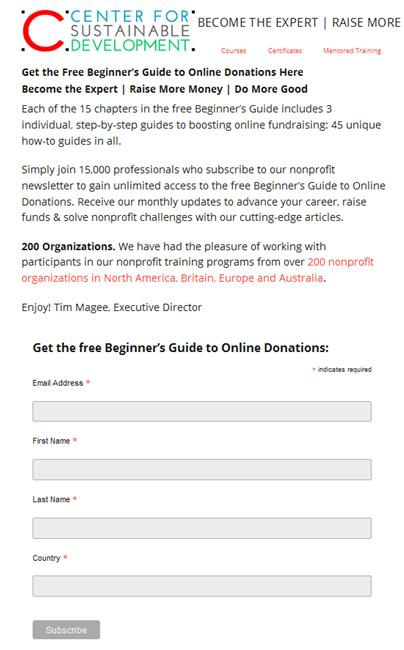 CENTER FOR
SUSTAINABLE
DEVELOPMENT
BECOME THE EXPERT | RAISE MORE
Courses Certificates Mentored Training
Get the Free Beginner's Guide to Online Donations Here
Become the Expert | Raise More Money | Do More Good
Each of the 15 chapters in the free Beginner's Guide includes 3
individual, step-by-step guides to boosting online fundraising: 45 unique
how-to guides in all.
Simply join 15,000 professionals who subscribe to our nonprofit
newsletter to gain unlimited access to the free Beginner's Guide to Online
Donations. Receive our monthly updates to advance your career, raise
funds & solve nonprofit challenges with our cutting-edge articles.
200 Organizations. We have had the pleasure of working with
participants in our nonprofit training programs from over 200 nonprofit
organizations in North America, Britain, Europe and Australia.
Enjoy! Tim Magee, Executive Director
Get the free Beginner's Guide to Online Donations:
* indicates required
Email Address *
First Name *
Last Name *
Country *
Subscribe